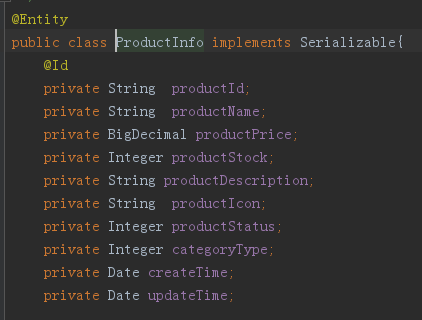 @Entity
public class ProductInfo implements Serializable{
@Id
private String  productId;
private String  productName;
private BigDecimal productPrice;
private Integer productStock;
private String productDescription;
private String  productIcon;
private Integer productStatus;
private Integer categoryType;
private Date createTime;
private Date updateTime;